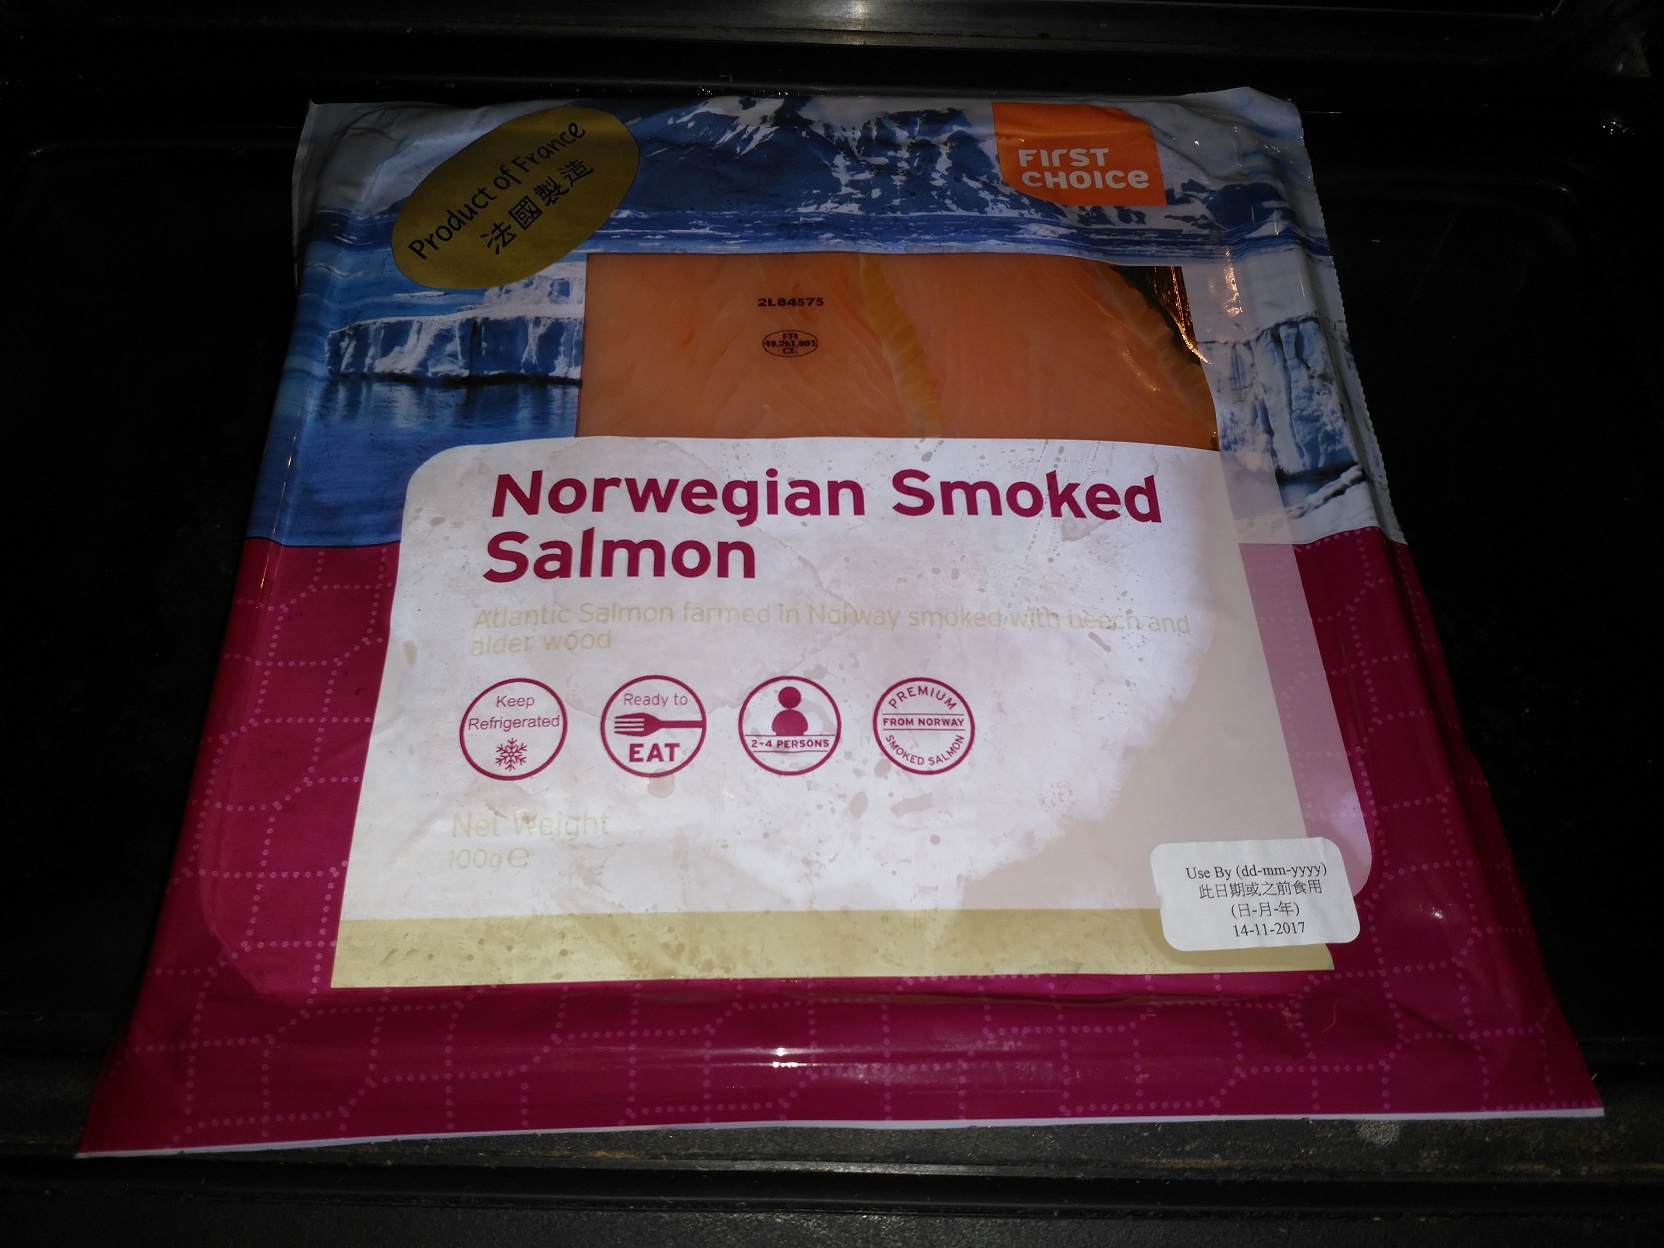 Product of France
法國製造
FIRST
CHOICE
2L84575
FR
CE
Norwegian Smoked
Salmon
Atlantic Salmon farmed in Norway smoked with beech and
alder wood
Keep
Refrigerated
Ready to
EAT
2-4 PERSONS
PREMIUM
FROM NORWAY
SMOKED SALMON
Net Weight
100g e
Use By (dd-mm-yyyy)
此日期或之前食用
(日-月-年)
14-11-2017